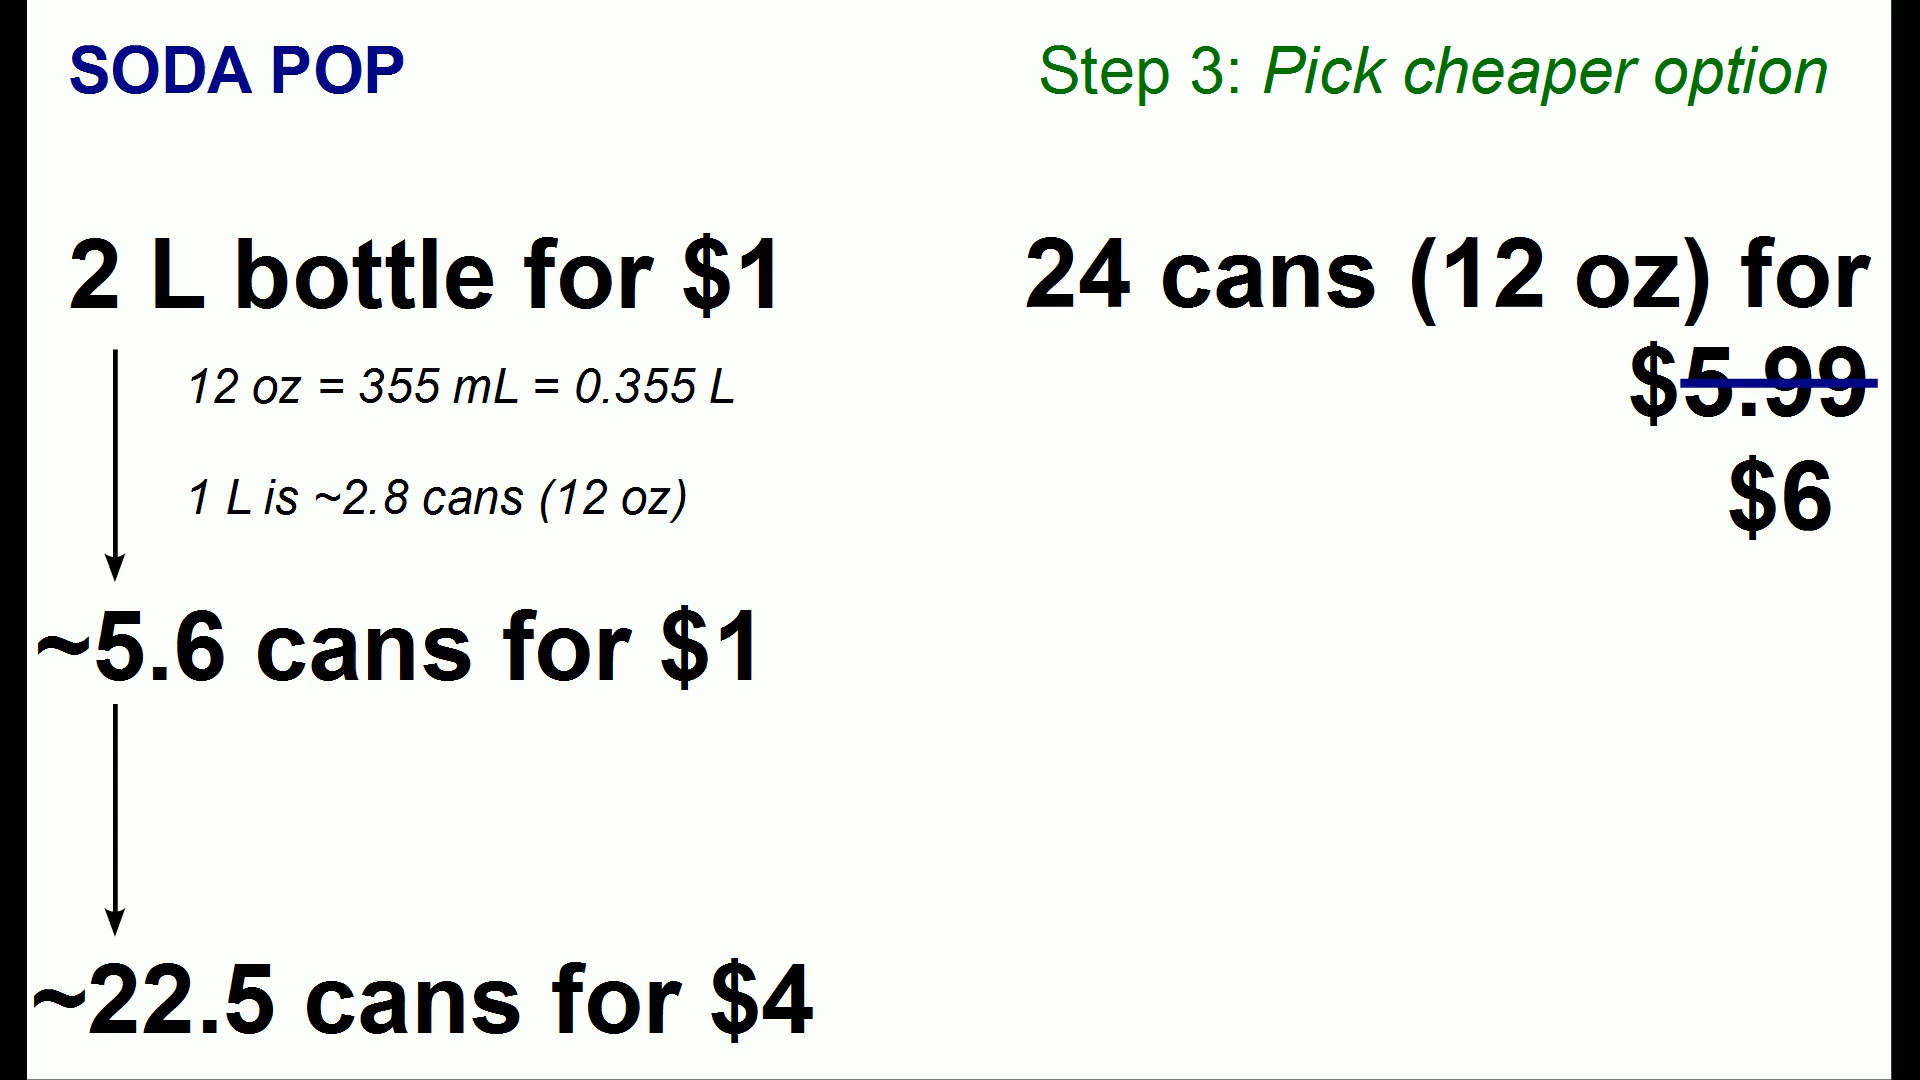 SODA POP
Step 3: Pick cheaper option
2 L bottle for $1
12 oz = 355 mL = 0.355 L
1 L is ~2.8 cans (12 oz)
~5.6 cans for $1
~22.5 cans for $4
24 cans (12 oz) for
$5.99
$6